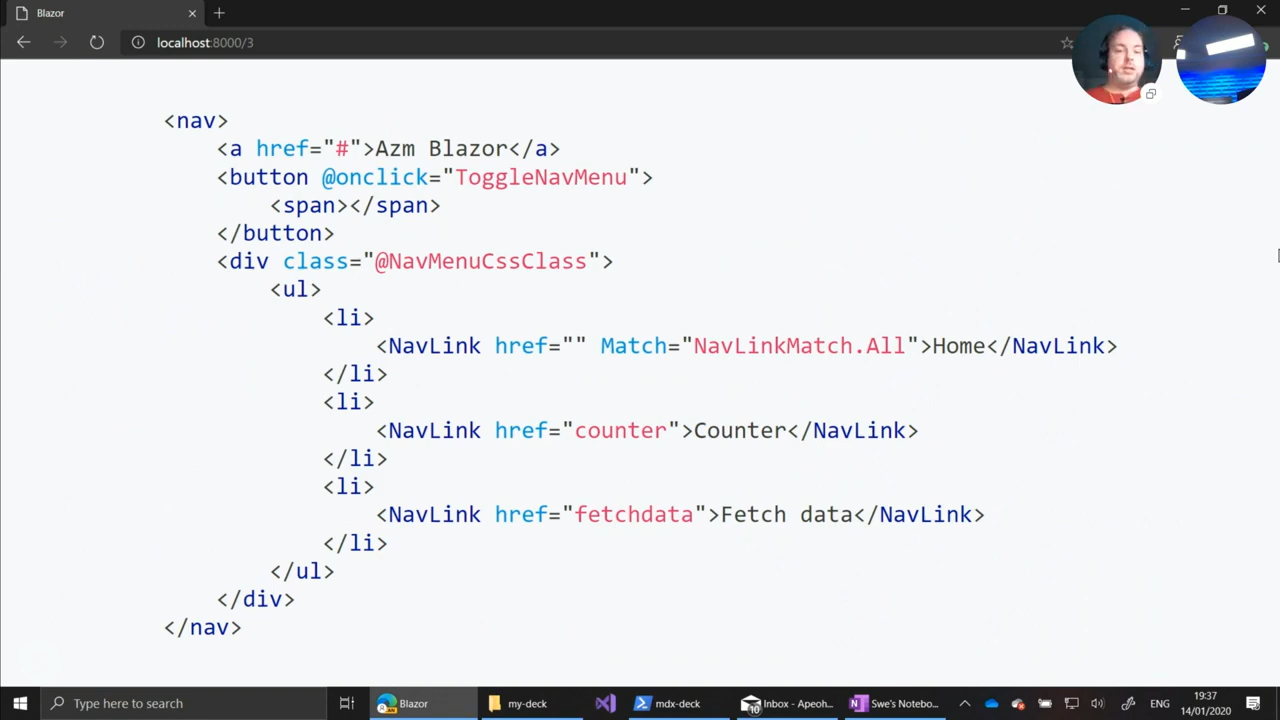 Blazor
localhost:8000/3
<nav>
<a href="#">Azm Blazor</a>
<button @onclick="ToggleNavMenu">
<span></span>
</button>
<div class="@NavMenuCssClass">
<ul>
<li>
<NavLink href="" Match="NavLinkMatch.All">Home</NavLink>
</li>
<li>
<NavLink href="counter">Counter</NavLink>
</li>
<li>
<NavLink href="fetchdata">Fetch data</NavLink>
</li>
</ul>
</div>
</nav>
Type here to search
Blazor
my-deck
mdx-deck
10
Inbox - Apeoh...
Swe's Notebo...
ENG
19:37
14/01/2020